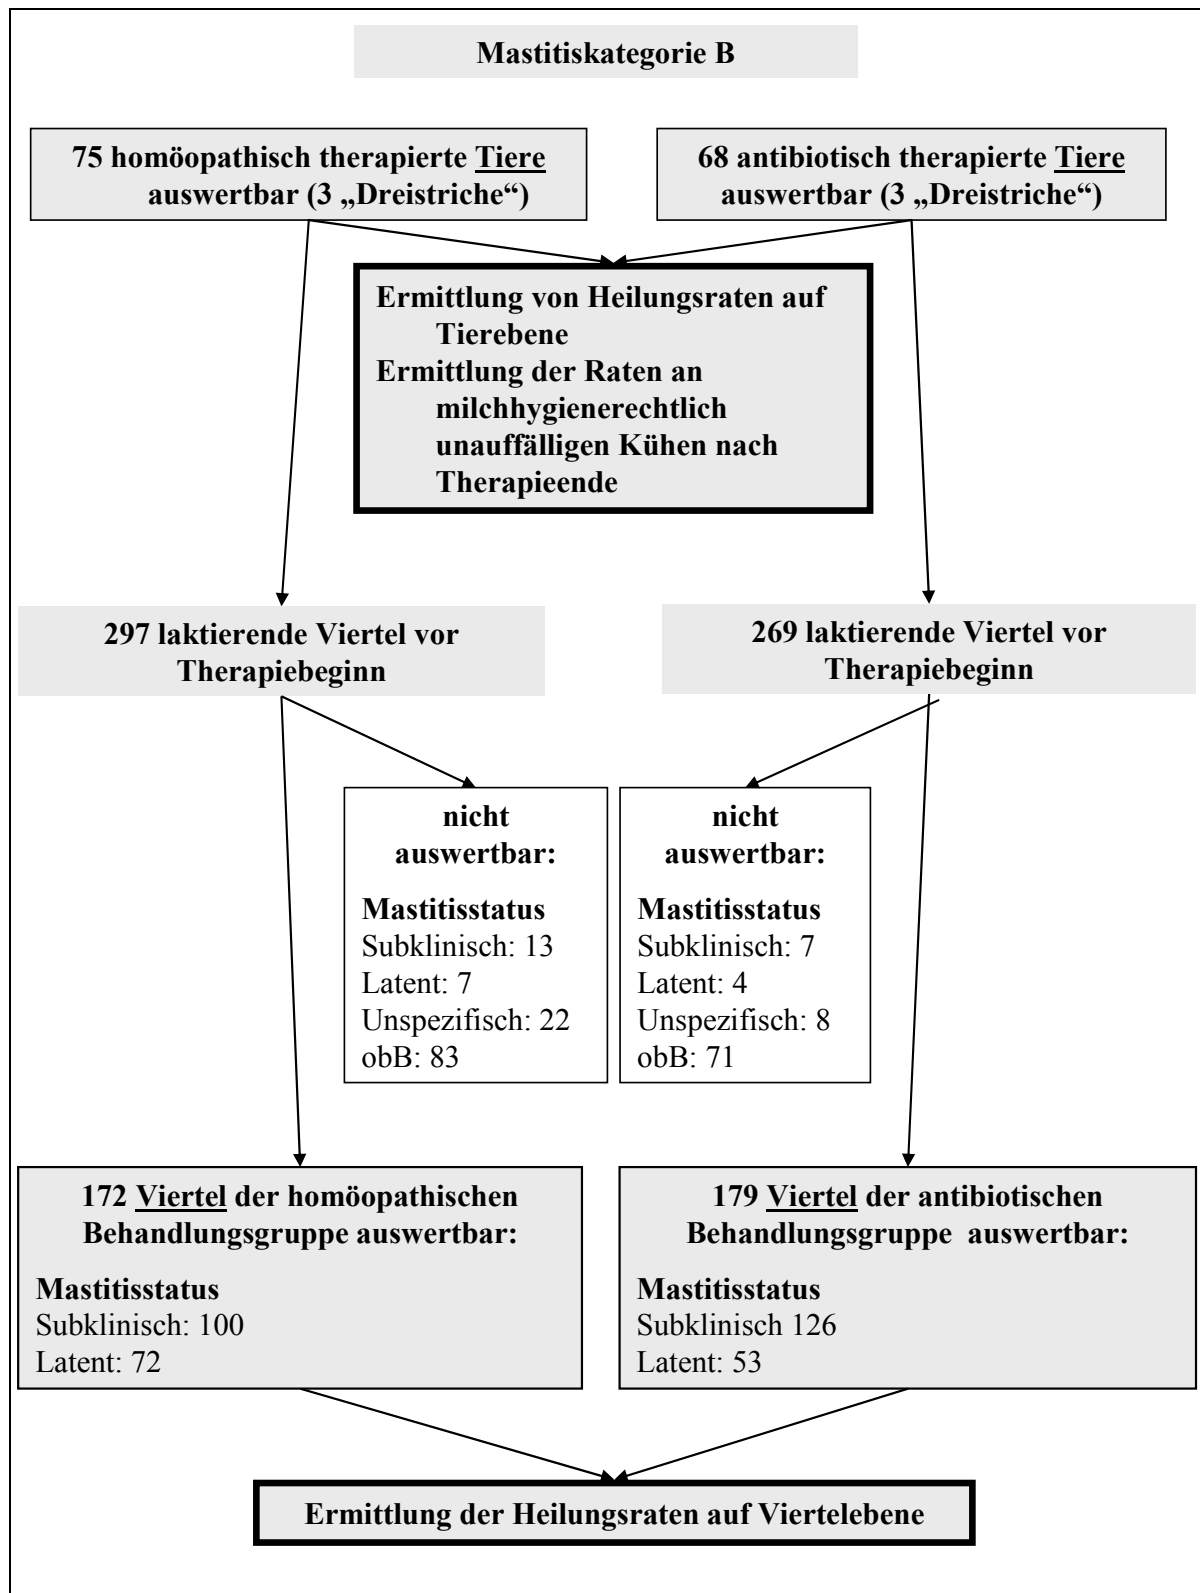 Mastitiskategorie B
75 homöopathisch therapierte Tiere
auswertbar (3 „Dreistriche“)
68 antibiotisch therapierte Tiere
auswertbar (3 „Dreistriche“)
Ermittlung von Heilungsraten auf
Tierebene
Ermittlung der Raten an
milchhygienerechtlich
unauffälligen Kühen nach
Therapieende
297 laktierende Viertel vor
Therapiebeginn
269 laktierende Viertel vor
Therapiebeginn
nicht
auswertbar:
Mastitisstatus
Subklinisch: 13
Latent: 7
Unspezifisch: 22
obB: 83
nicht
auswertbar:
Mastitisstatus
Subklinisch: 7
Latent: 4
Unspezifisch: 8
obB: 71
172 Viertel der homöopathischen
Behandlungsgruppe auswertbar:
Mastitisstatus
Subklinisch: 100
Latent: 72
179 Viertel der antibiotischen
Behandlungsgruppe  auswertbar:
Mastitisstatus
Subklinisch 126
Latent: 53
Ermittlung der Heilungsraten auf Viertelebene